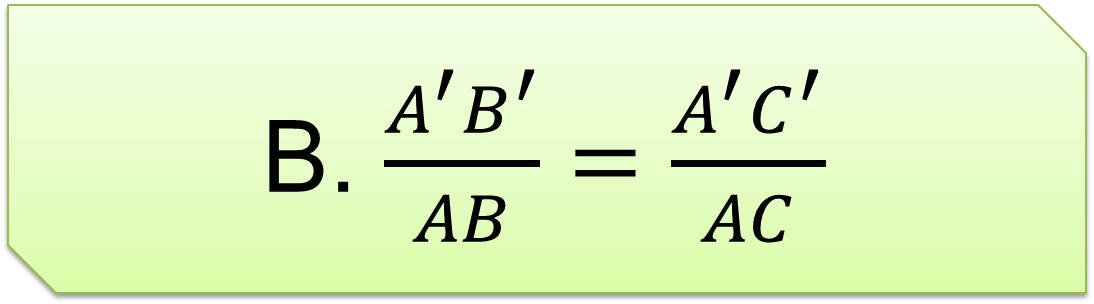 B. A′B′/AB = A′C′/AC